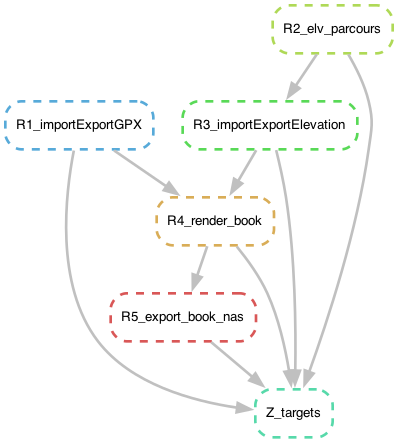 R2_elv_parcours
R1_importExportGPX
R3_importExportElevation
R4_render_book
R5_export_book_nas
Z_targets